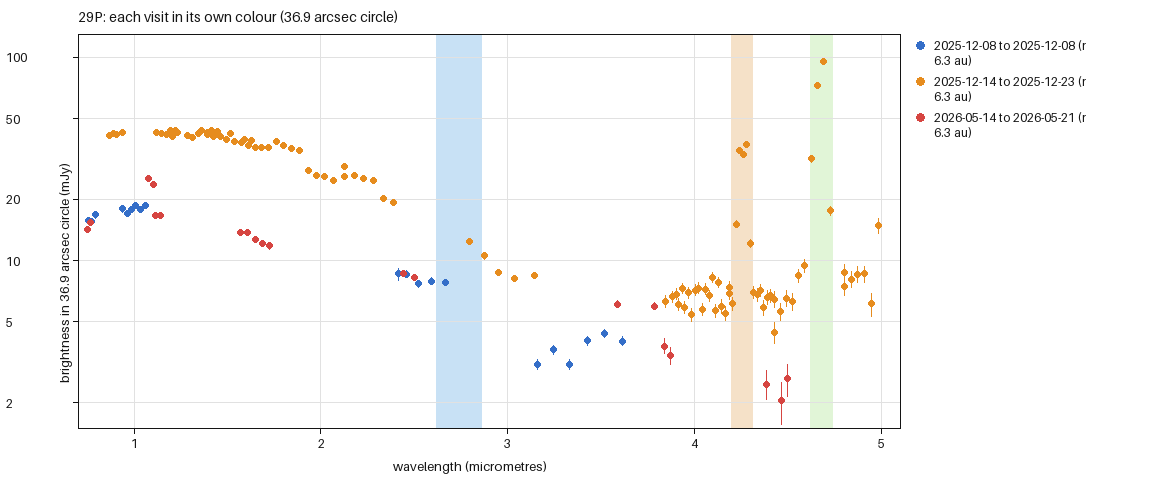 29P: each visit in its own colour (36.9 arcsec circle)
100
50
20
10
5
2
brightness in 36.9 arcsec circle (mJy)
1
2
3
4
5
wavelength (micrometres)
2025-12-08 to 2025-12-08 (r
6.3 au)
2025-12-14 to 2025-12-23 (r
6.3 au)
2026-05-14 to 2026-05-21 (r
6.3 au)